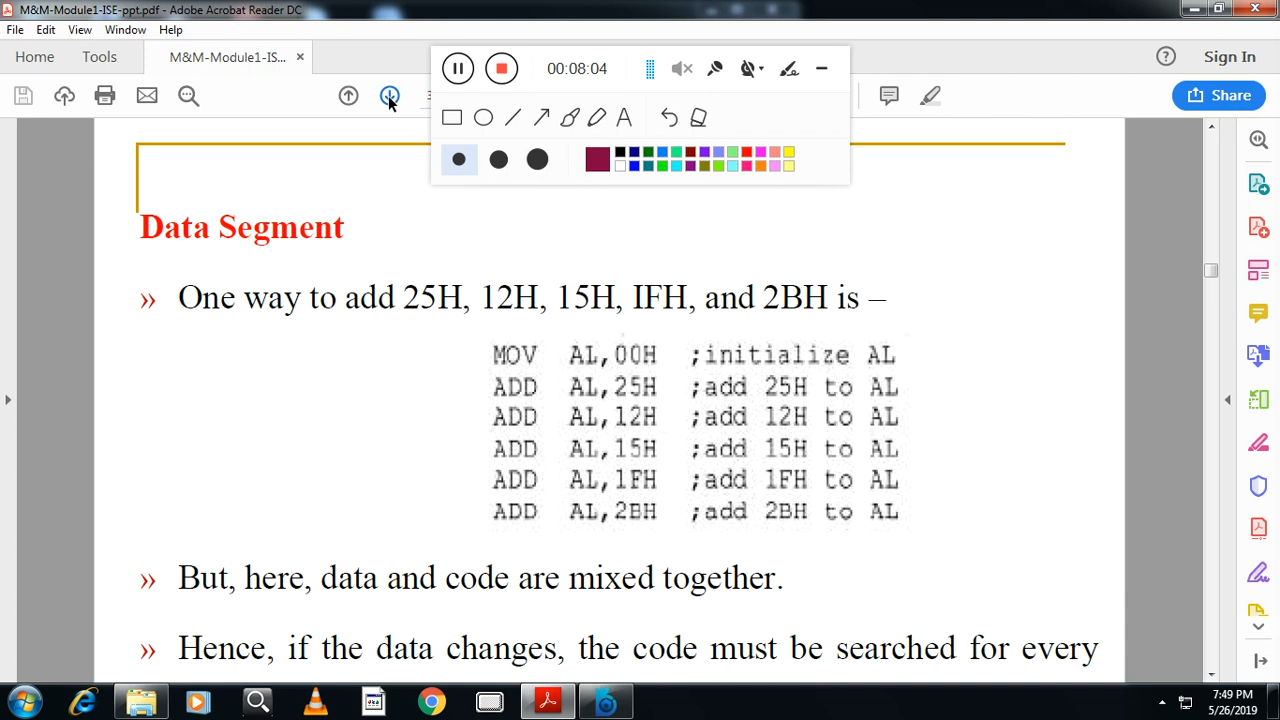 M&M-Module1-ISE-ppt.pdf - Adobe Acrobat Reader DC
File Edit View Window Help
Home Tools M&M-Module1-IS... ×
00:08:04
Sign In
Share
A
Data Segment
» One way to add 25H, 12H, 15H, IFH, and 2BH is –
MOV AL,00H ;initialize AL
ADD AL,25H ;add 25H to AL
ADD AL,12H ;add 12H to AL
ADD AL,15H ;add 15H to AL
ADD AL,1FH ;add 1FH to AL
ADD AL,2BH ;add 2BH to AL
» But, here, data and code are mixed together.
» Hence, if the data changes, the code must be searched for every
7:49 PM
5/26/2019